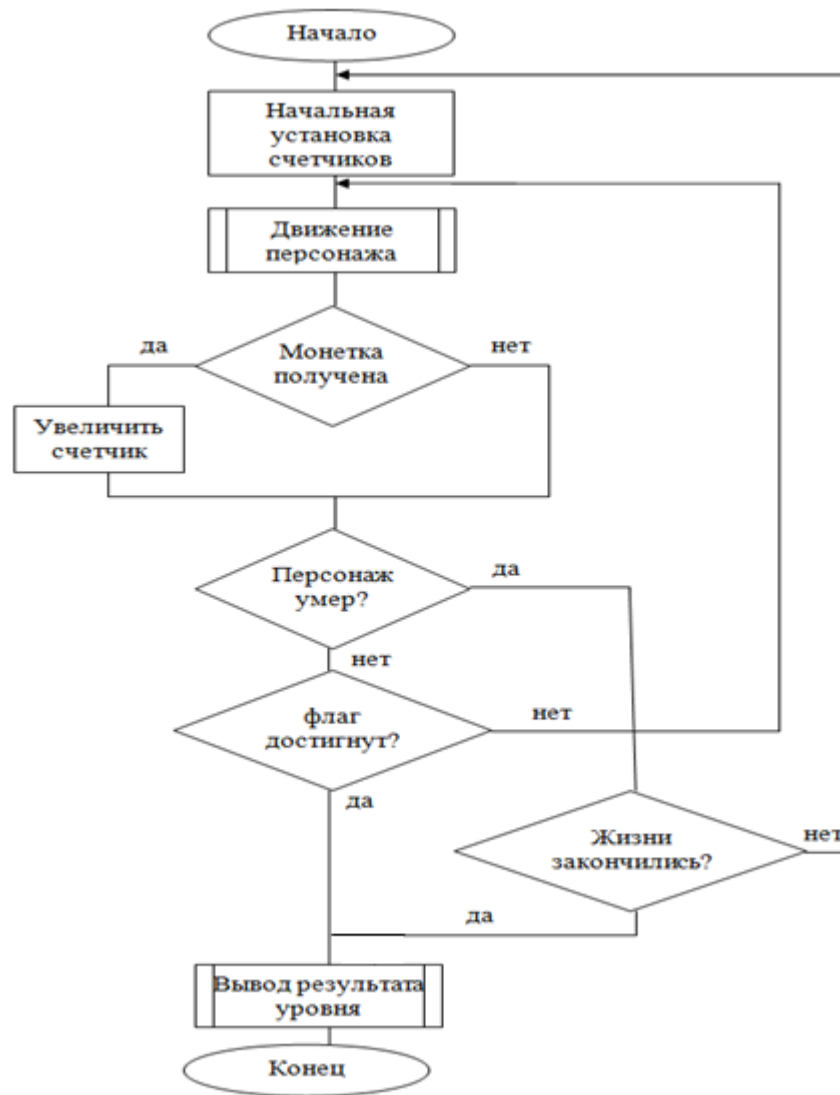 Начало
Начальная
установка
счетчиков
Движение
персонажа
да
нет
Монетка
получена
Увеличить
счетчик
Персонаж
умер?
да
нет
флаг
достигнут?
нет
да
Жизни
закончились?
нет
да
Вывод результата
уровня
Конец